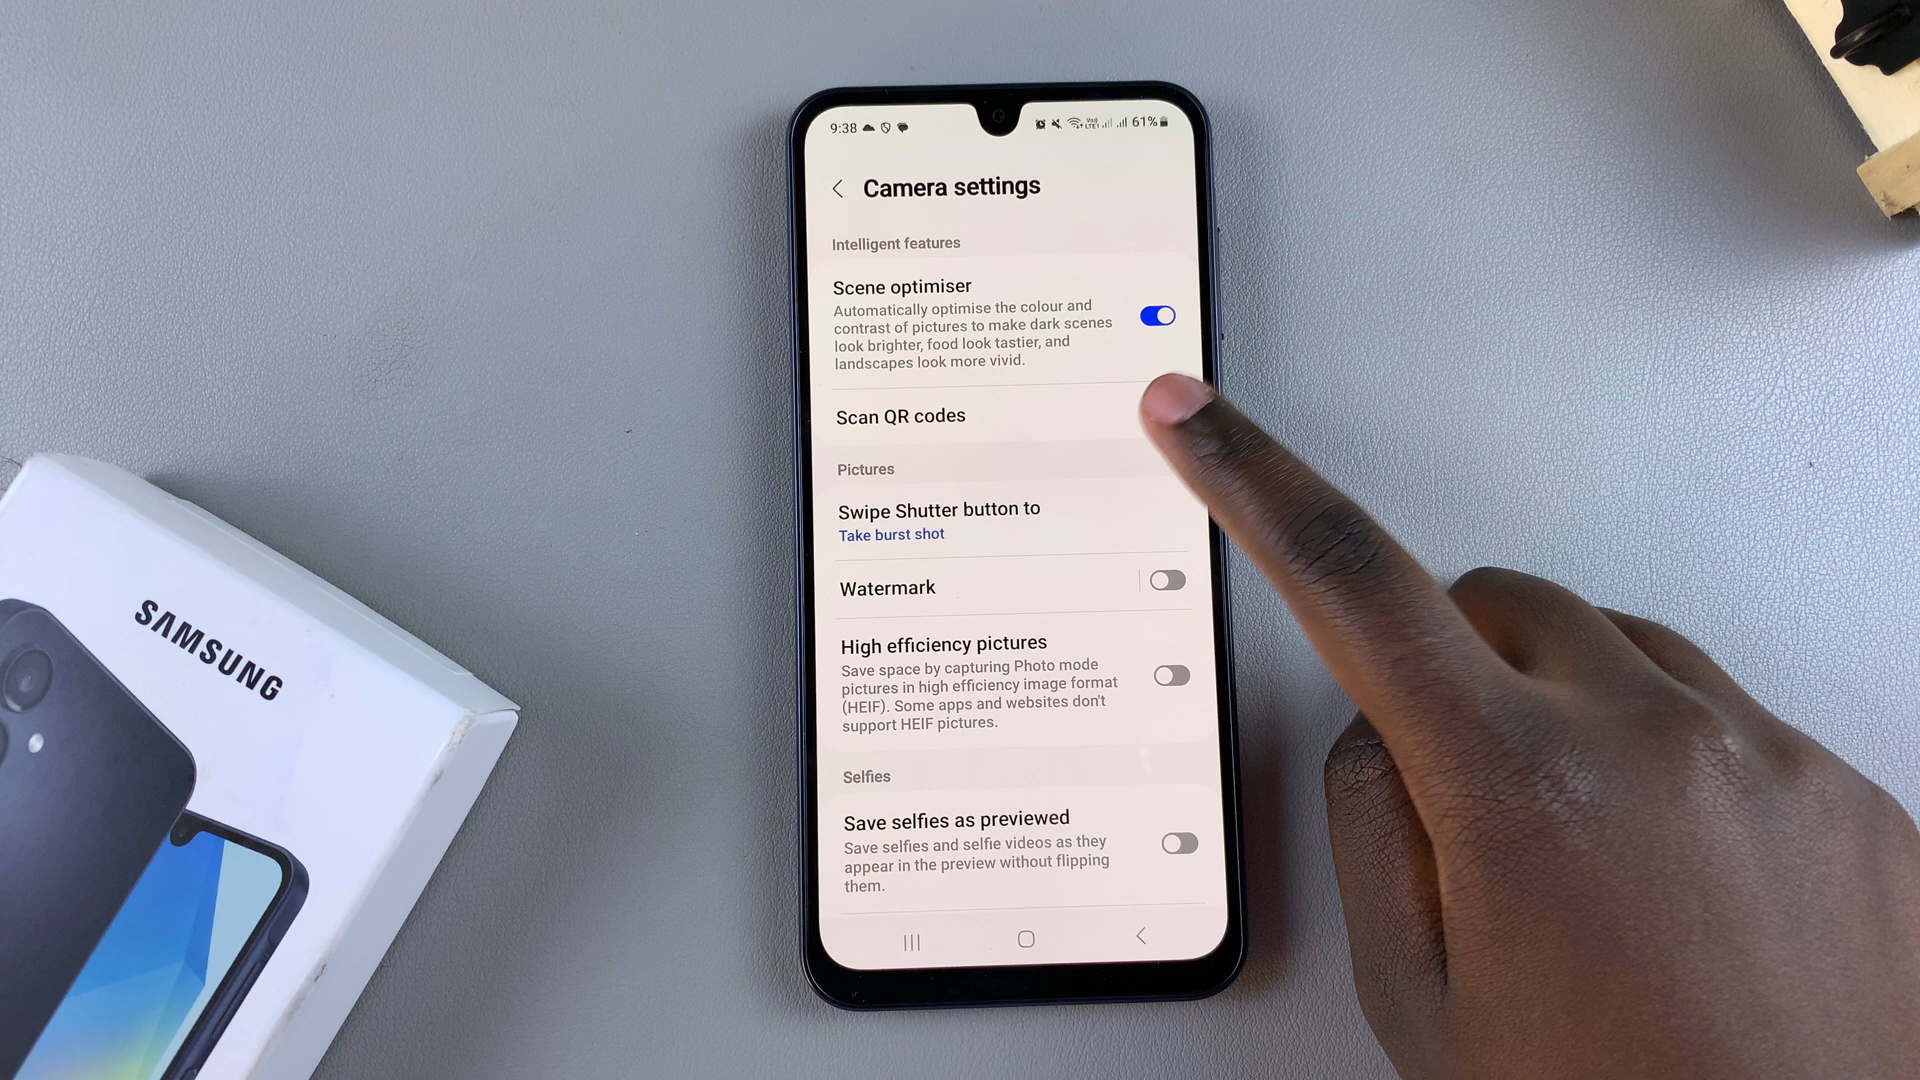 9:38
61%
Camera settings
Intelligent features
Scene optimiser
Automatically optimise the colour and
contrast of pictures to make dark scenes
look brighter, food look tastier, and
landscapes look more vivid.
Scan QR codes
Pictures
Swipe Shutter button to
Take burst shot
Watermark
High efficiency pictures
Save space by capturing Photo mode
pictures in high efficiency image format
(HEIF). Some apps and websites don't
support HEIF pictures.
Selfies
Save selfies as previewed
Save selfies and selfie videos as they
appear in the preview without flipping
them.
SAMSUNG